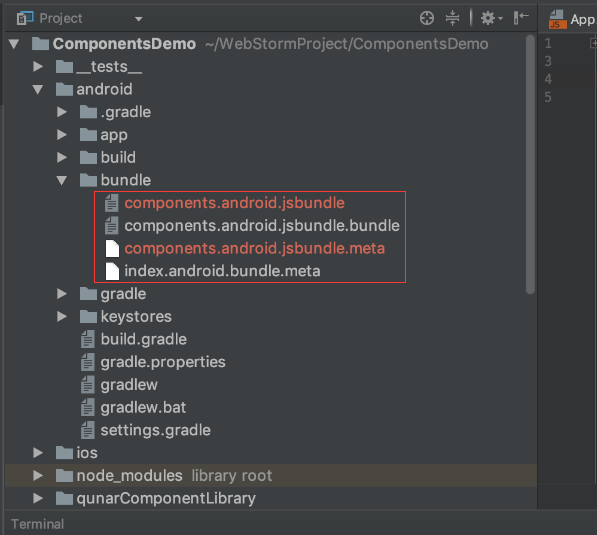 Project
App
ComponentsDemo ~/WebStormProject/ComponentsDemo
1
__tests__
3
android
4
.gradle
5
app
build
bundle
components.android.jsbundle
components.android.jsbundle.bundle
components.android.jsbundle.meta
index.android.bundle.meta
gradle
keystores
build.gradle
gradle.properties
gradlew
gradlew.bat
settings.gradle
ios
node_modules library root
qunarComponentLibrary
Terminal